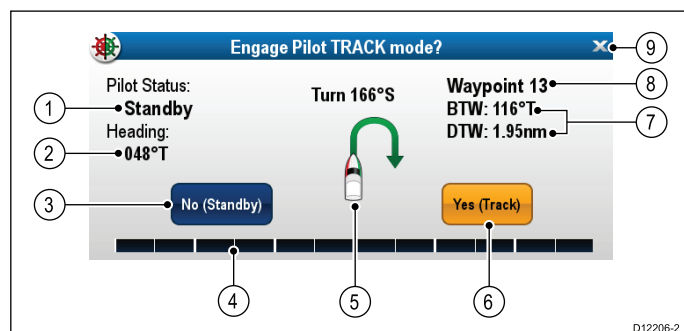 Engage Pilot TRACK mode?
X
9
Pilot Status:
Standby
1
Heading:
048°T
2
Turn 166°S
Waypoint 13
8
BTW: 116°T
DTW: 1.95nm
7
3
No (Standby)
Yes (Track)
4
5
6
D12206-2